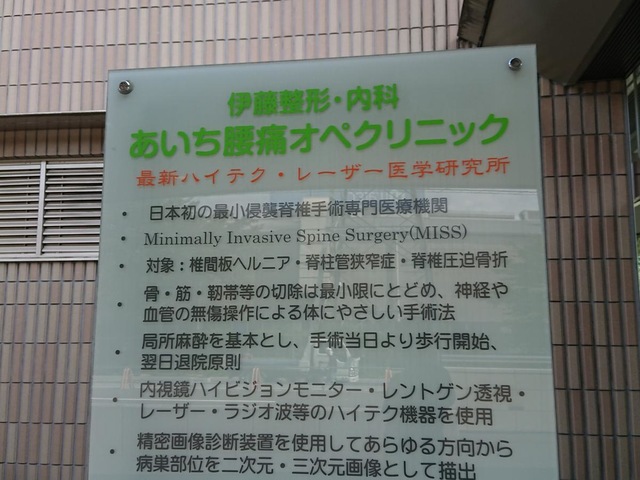 伊藤整形・内科
あいち腰痛オペクリニック
最新ハイテク・レーザー医学研究所
・ 日本初の最小侵襲脊椎手術専門医療機関
・ Minimally Invasive Spine Surgery(MISS)
・ 対象：椎間板ヘルニア・脊柱管狭窄症・脊椎圧迫骨折
・ 骨・筋・靭帯等の切除は最小限にとどめ、神経や
血管の無傷操作による体にやさしい手術法
・ 局所麻酔を基本とし、手術当日より歩行開始、
翌日退院原則
・ 内視鏡ハイビジョンモニター・レントゲン透視・
レーザー・ラジオ波等のハイテク機器を使用
・ 精密画像診断装置を使用してあらゆる方向から
病巣部位を二次元・三次元画像として描出